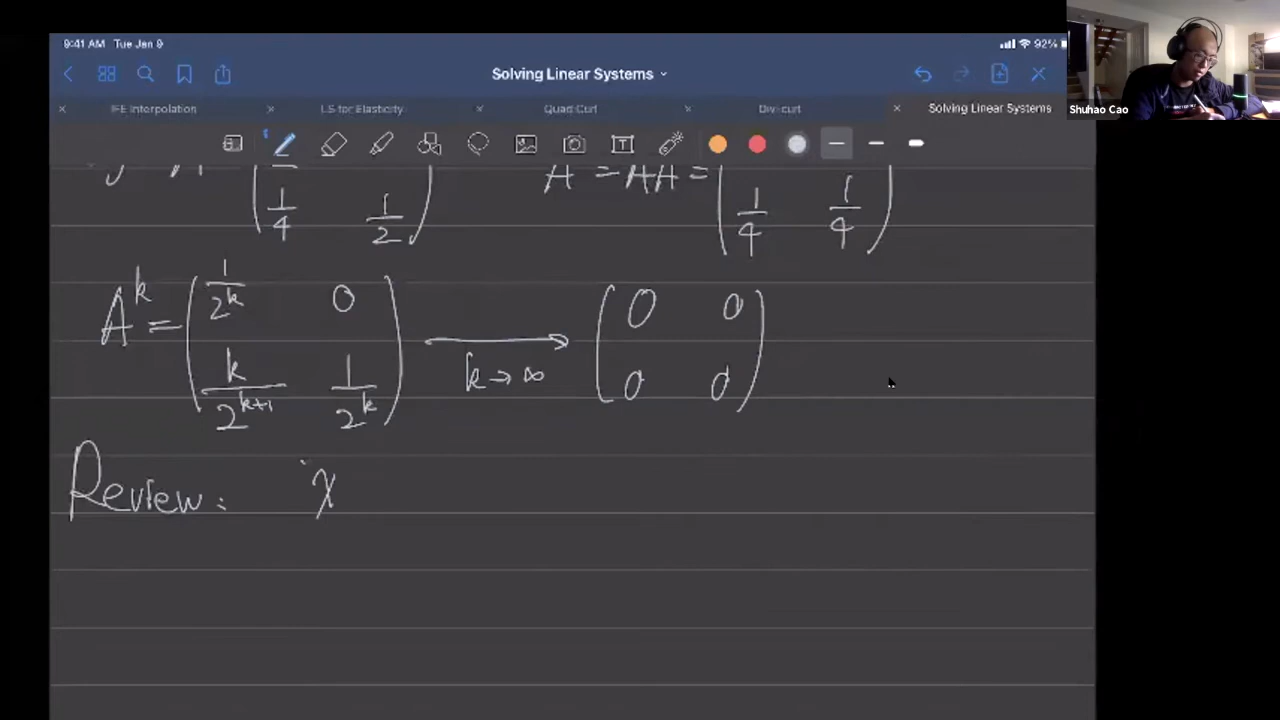 9:41 AM Tue Jan 9
92%
Solving Linear Systems
IFE Interpolation
LS for Elasticity
Quad Curl
Div-curl
Solving Linear Systems
Shuhao Cao
1/4 1/2
A = AA =
1/4 1/4
A^k = ( 1/2^k 0 ; k/2^{k+1} 1/2^k ) ⟶ k→∞ ( 0 0 ; 0 0 )
Review: x